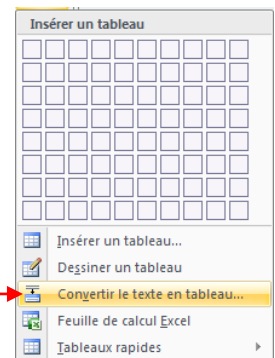 Insérer un tableau
Insérer un tableau...
Dessiner un tableau
Convertir le texte en tableau...
Feuille de calcul Excel
Tableaux rapides